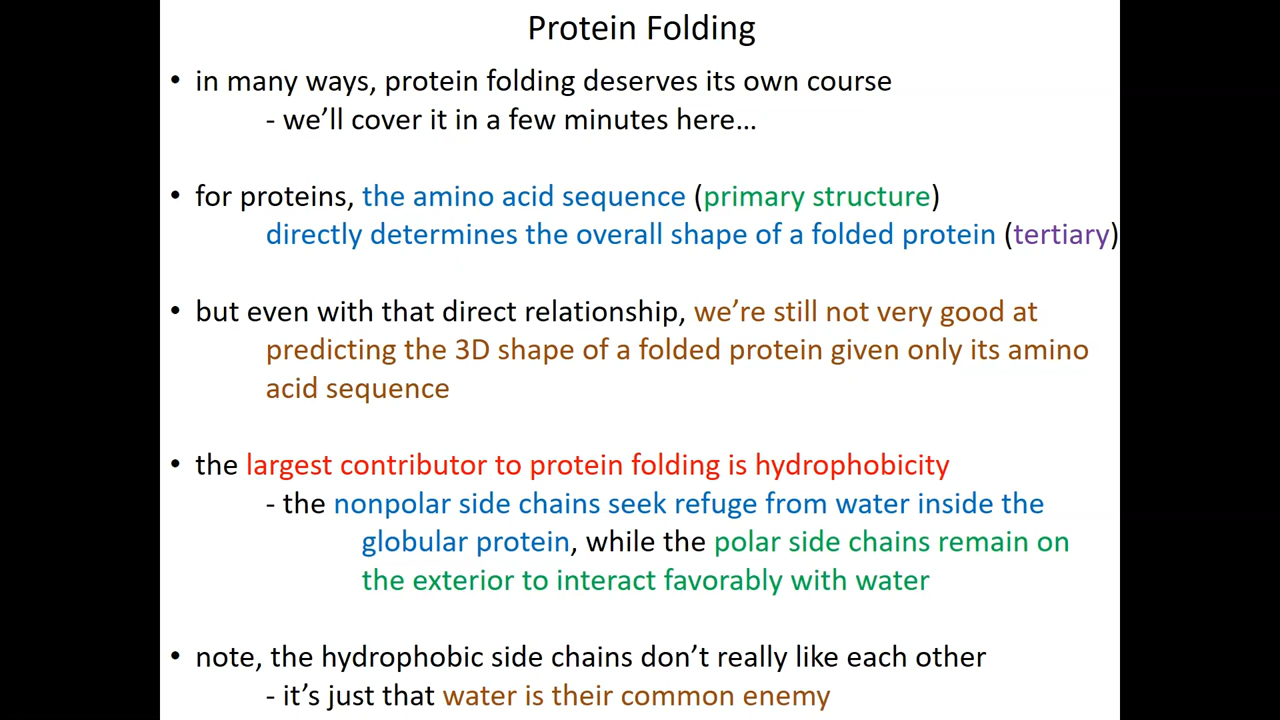 Protein Folding
• in many ways, protein folding deserves its own course
- we'll cover it in a few minutes here…
• for proteins, the amino acid sequence (primary structure)
directly determines the overall shape of a folded protein (tertiary)
• but even with that direct relationship, we're still not very good at
predicting the 3D shape of a folded protein given only its amino
acid sequence
• the largest contributor to protein folding is hydrophobicity
- the nonpolar side chains seek refuge from water inside the
globular protein, while the polar side chains remain on
the exterior to interact favorably with water
• note, the hydrophobic side chains don't really like each other
- it's just that water is their common enemy